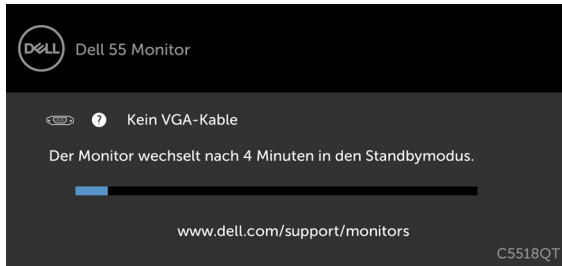 DELL Dell 55 Monitor
? Kein VGA-Kable
Der Monitor wechselt nach 4 Minuten in den Standbymodus.
www.dell.com/support/monitors
C5518QT